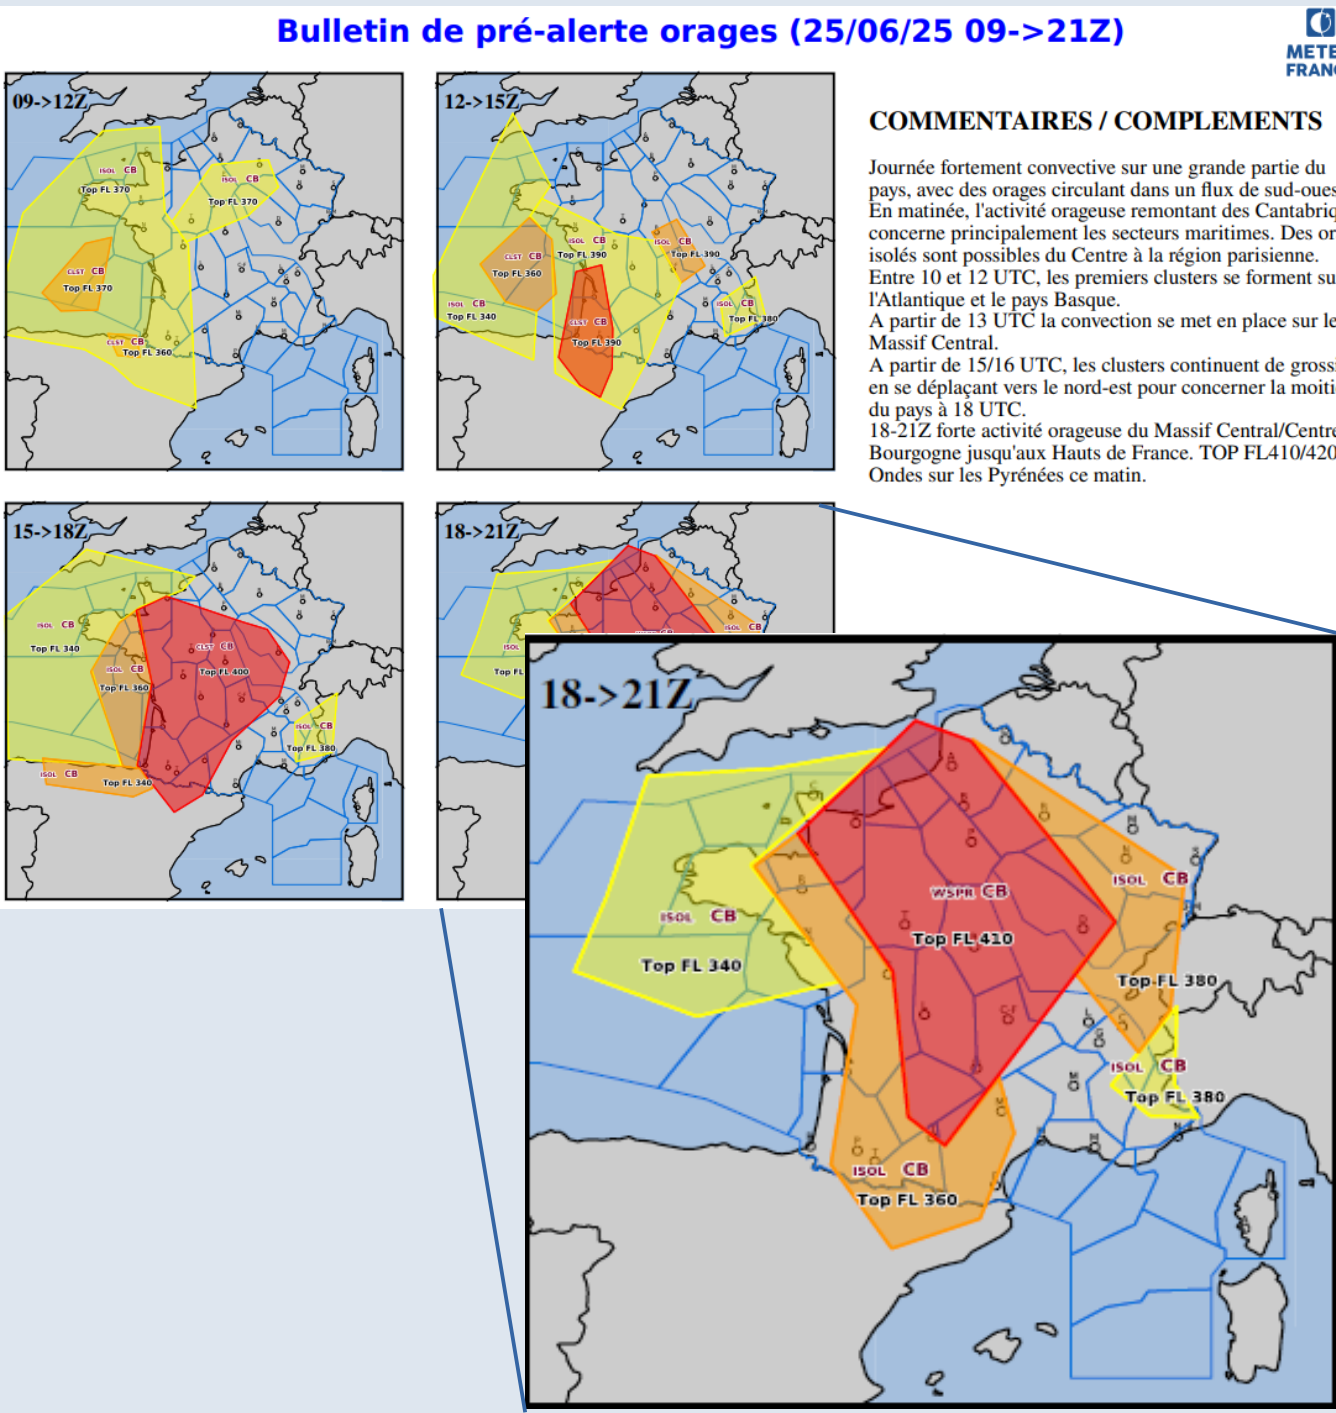 Bulletin de pré-alerte orages (25/06/25 09->21Z)
METE
FRANC
09->12Z
ISOL CB
Top FL 370
ISOL CB
Top FL 370
CLST CB
Top FL 370
CLST CB
Top FL 360
12->15Z
ISOL CB
Top FL 390
ISOL CB
Top FL 390
CLST CB
Top FL 360
ISOL CB
Top FL 340
ISOL CB
Top FL 380
CLST CB
Top FL 390
COMMENTAIRES / COMPLEMENTS
Journée fortement convective sur une grande partie du
pays, avec des orages circulant dans un flux de sud-oues
En matinée, l'activité orageuse remontant des Cantabriq
concerne principalement les secteurs maritimes. Des or
isolés sont possibles du Centre à la région parisienne.
Entre 10 et 12 UTC, les premiers clusters se forment su
l'Atlantique et le pays Basque.
A partir de 13 UTC la convection se met en place sur le
Massif Central.
A partir de 15/16 UTC, les clusters continuent de grossi
en se déplaçant vers le nord-est pour concerner la moiti
du pays à 18 UTC.
18-21Z forte activité orageuse du Massif Central/Centre
Bourgogne jusqu'aux Hauts de France. TOP FL410/420
Ondes sur les Pyrénées ce matin.
15->18Z
ISOL CB
Top FL 340
CLST CB
Top FL 400
ISOL CB
Top FL 360
ISOL CB
Top FL 380
ISOL CB
Top FL 340
18->21Z
ISOL CB
ISOL
Top FL
18->21Z
ISOL CB
Top FL 340
WSPR CB
Top FL 410
ISOL CB
Top FL 380
ISOL CB
Top FL 380
ISOL CB
Top FL 360